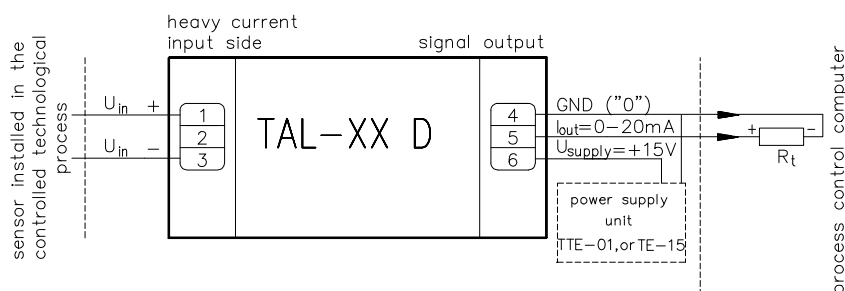 heavy current
input side
signal output
sensor installed in the
controlled technological
process
Uin +
Uin −
1
2
3
TAL−XX D
4
5
6
GND ("0")
Iout=0−20mA
Usupply=+15V
+ −
Rt
power supply
unit
TTE−01,or TE−15
process control computer